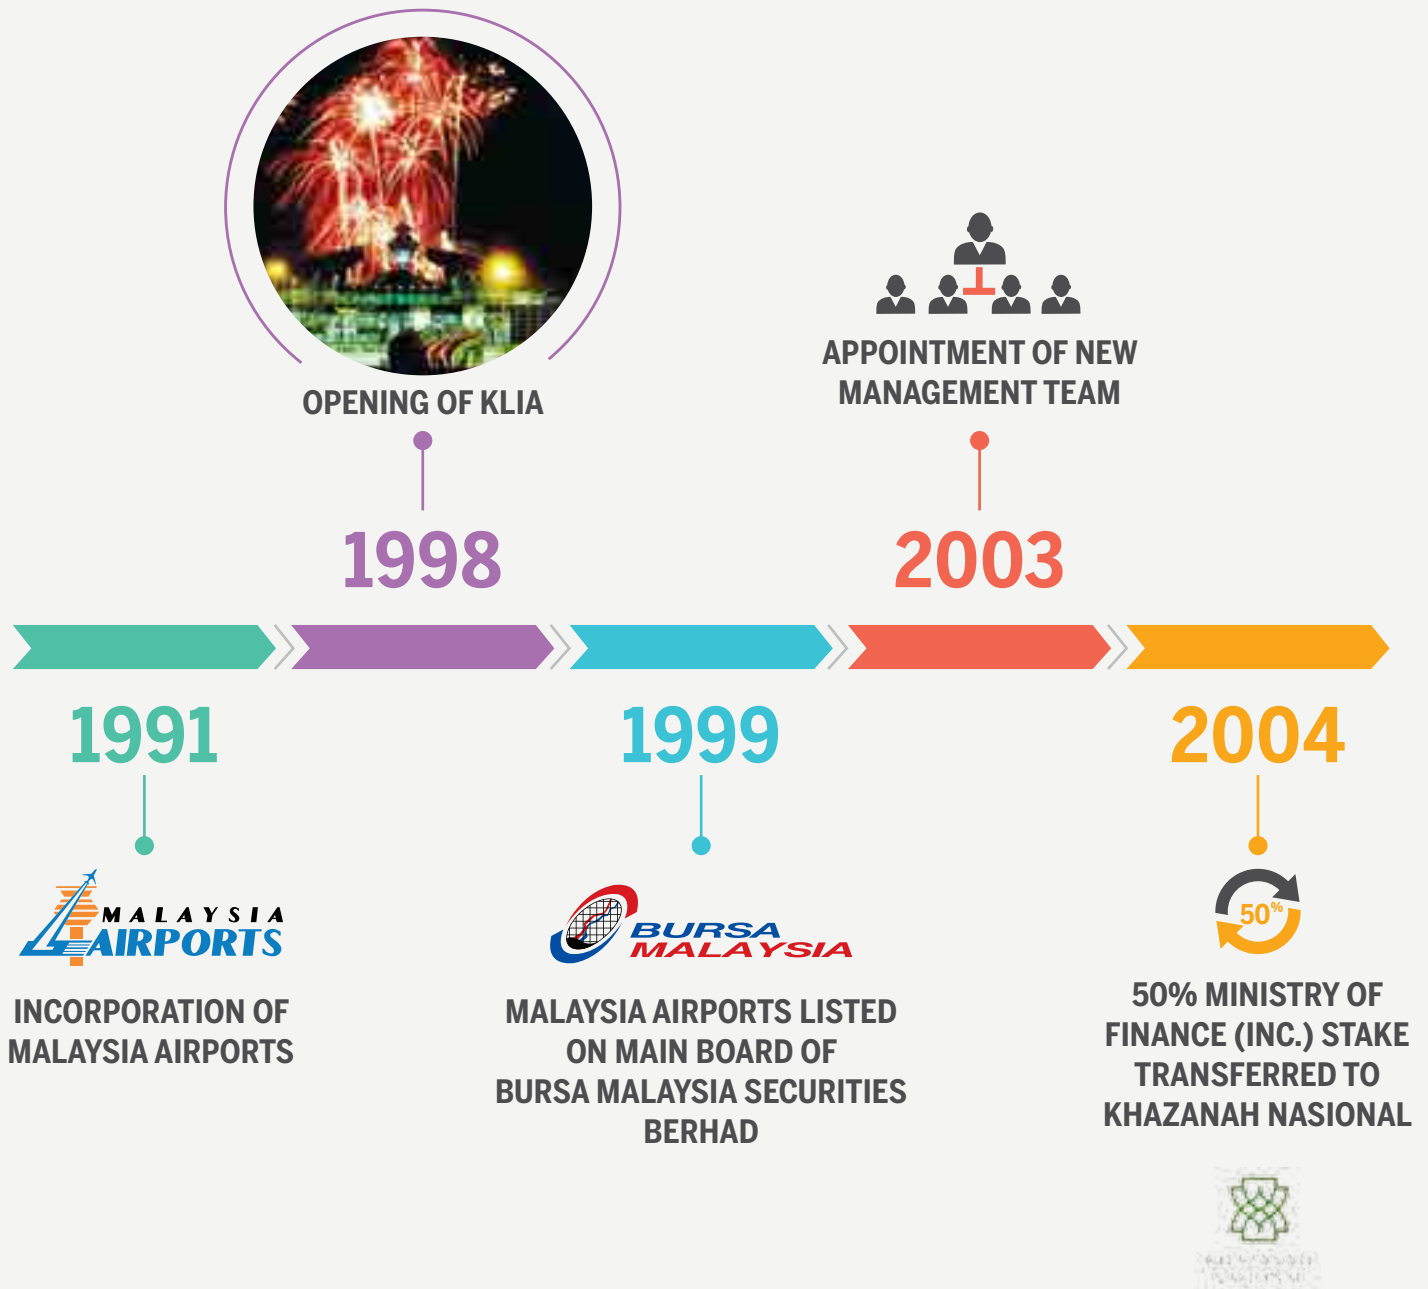 OPENING OF KLIA
1998
APPOINTMENT OF NEW
MANAGEMENT TEAM
2003
1991
MALAYSIA
AIRPORTS
INCORPORATION OF
MALAYSIA AIRPORTS
1999
BURSA
MALAYSIA
MALAYSIA AIRPORTS LISTED
ON MAIN BOARD OF
BURSA MALAYSIA SECURITIES
BERHAD
2004
50%
50% MINISTRY OF
FINANCE (INC.) STAKE
TRANSFERRED TO
KHAZANAH NASIONAL